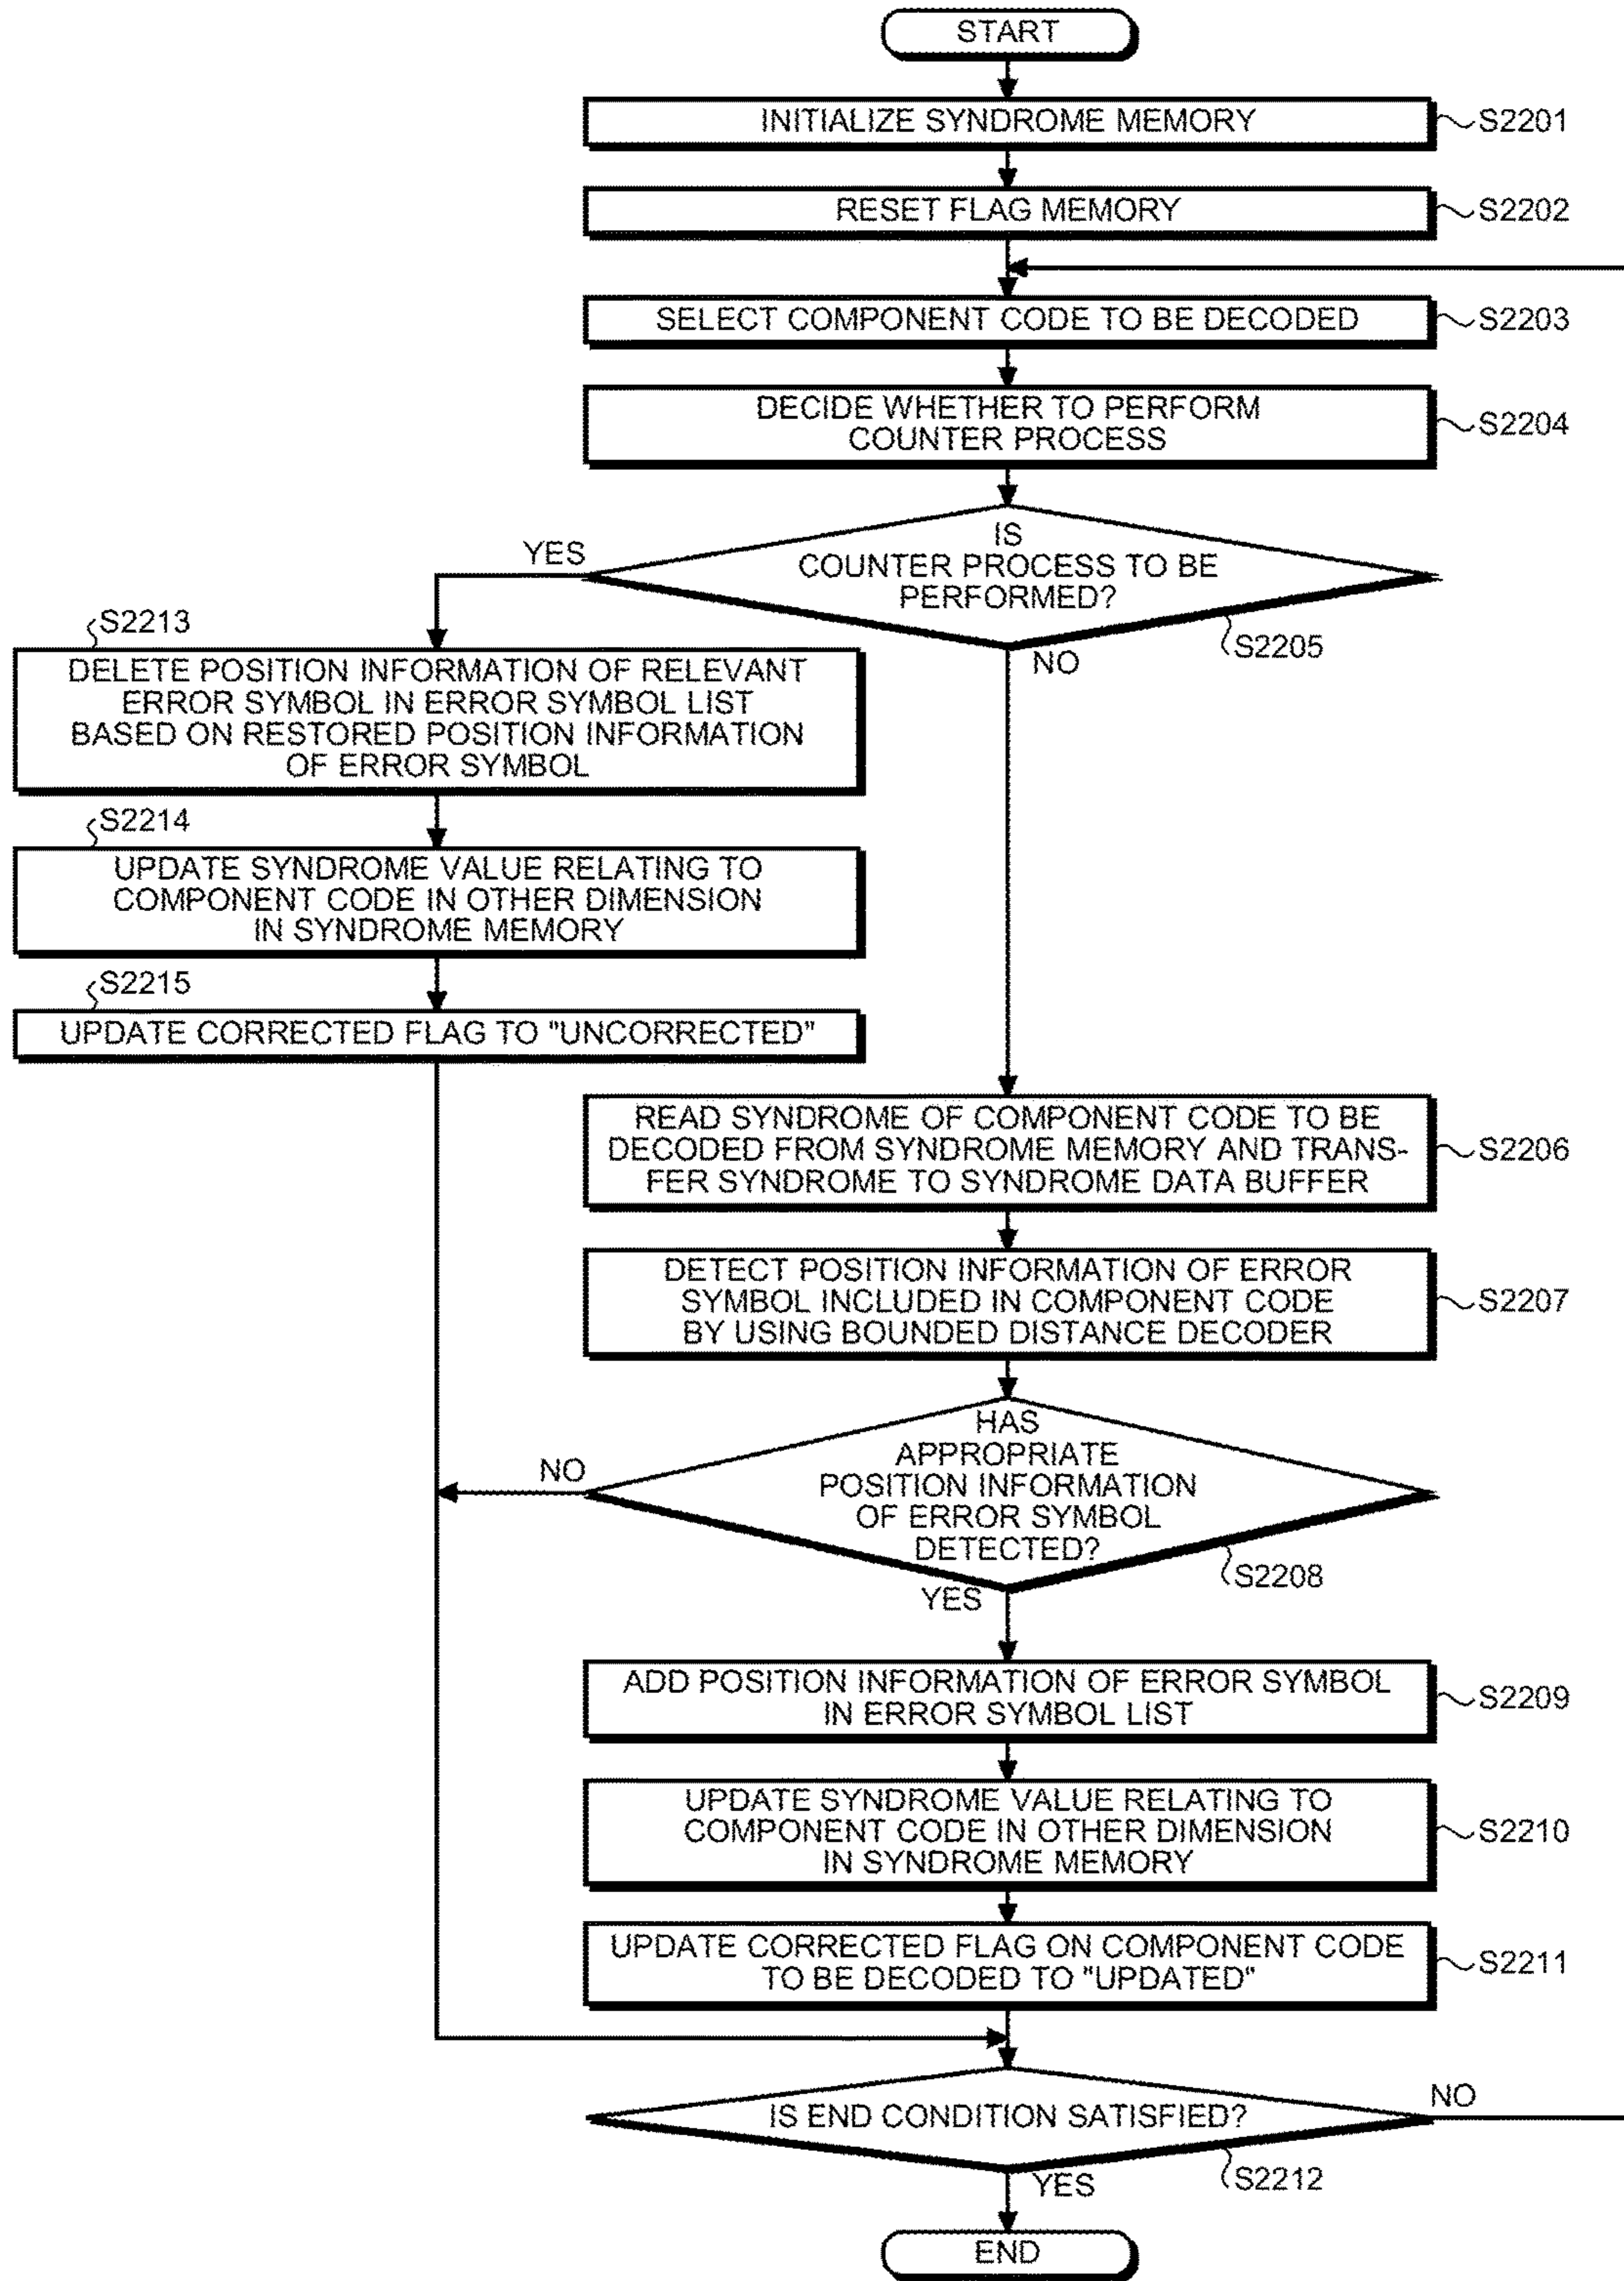 START
INITIALIZE SYNDROME MEMORY
S2201
RESET FLAG MEMORY
S2202
SELECT COMPONENT CODE TO BE DECODED
S2203
DECIDE WHETHER TO PERFORM
COUNTER PROCESS
S2204
IS
COUNTER PROCESS TO BE
PERFORMED?
S2205
YES
NO
S2213
DELETE POSITION INFORMATION OF RELEVANT
ERROR SYMBOL IN ERROR SYMBOL LIST
BASED ON RESTORED POSITION INFORMATION
OF ERROR SYMBOL
S2214
UPDATE SYNDROME VALUE RELATING TO
COMPONENT CODE IN OTHER DIMENSION
IN SYNDROME MEMORY
S2215
UPDATE CORRECTED FLAG TO "UNCORRECTED"
READ SYNDROME OF COMPONENT CODE TO BE
DECODED FROM SYNDROME MEMORY AND TRANS-
FER SYNDROME TO SYNDROME DATA BUFFER
S2206
DETECT POSITION INFORMATION OF ERROR
SYMBOL INCLUDED IN COMPONENT CODE
BY USING BOUNDED DISTANCE DECODER
S2207
HAS
APPROPRIATE
POSITION INFORMATION
OF ERROR SYMBOL
DETECTED?
S2208
NO
YES
ADD POSITION INFORMATION OF ERROR SYMBOL
IN ERROR SYMBOL LIST
S2209
UPDATE SYNDROME VALUE RELATING TO
COMPONENT CODE IN OTHER DIMENSION
IN SYNDROME MEMORY
S2210
UPDATE CORRECTED FLAG ON COMPONENT CODE
TO BE DECODED TO "UPDATED"
S2211
IS END CONDITION SATISFIED?
NO
S2212
YES
END